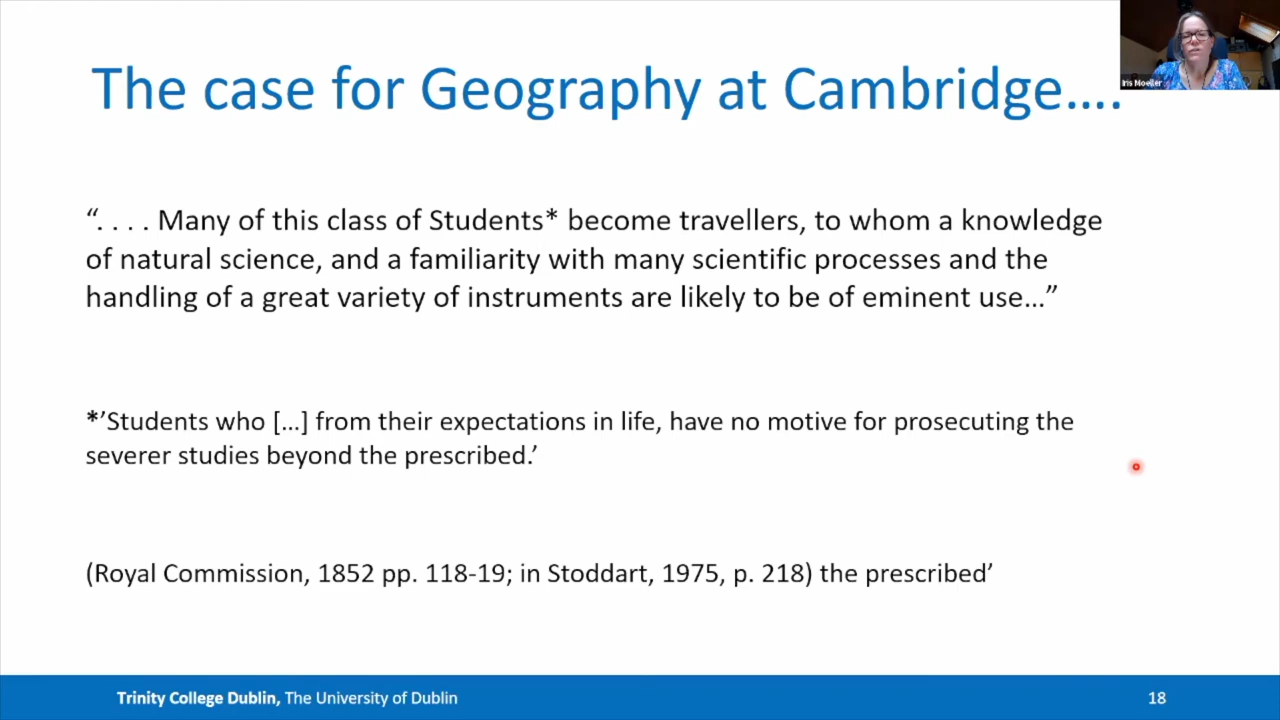 The case for Geography at Cambridge....
Iris Moeller
“. . . . Many of this class of Students* become travellers, to whom a knowledge
of natural science, and a familiarity with many scientific processes and the
handling of a great variety of instruments are likely to be of eminent use…”
*’Students who […] from their expectations in life, have no motive for prosecuting the
severer studies beyond the prescribed.’
(Royal Commission, 1852 pp. 118-19; in Stoddart, 1975, p. 218) the prescribed’
Trinity College Dublin, The University of Dublin
18